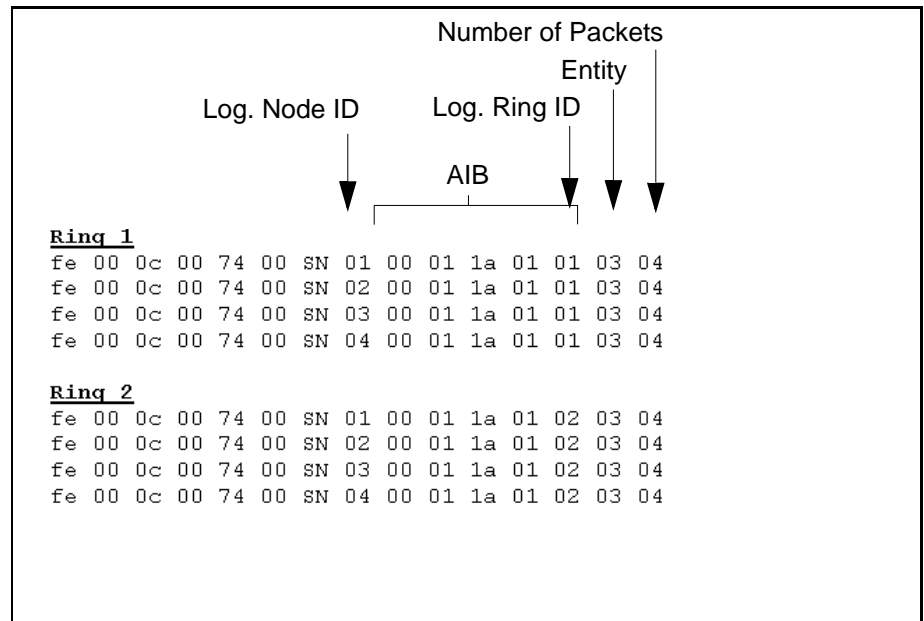 Number of Packets
Entity
Log. Node ID
Log. Ring ID
AIB
Ring 1
fe 00 0c 00 74 00 SN 01 00 01 1a 01 01 03 04
fe 00 0c 00 74 00 SN 02 00 01 1a 01 01 03 04
fe 00 0c 00 74 00 SN 03 00 01 1a 01 01 03 04
fe 00 0c 00 74 00 SN 04 00 01 1a 01 01 03 04
Ring 2
fe 00 0c 00 74 00 SN 01 00 01 1a 01 02 03 04
fe 00 0c 00 74 00 SN 02 00 01 1a 01 02 03 04
fe 00 0c 00 74 00 SN 03 00 01 1a 01 02 03 04
fe 00 0c 00 74 00 SN 04 00 01 1a 01 02 03 04